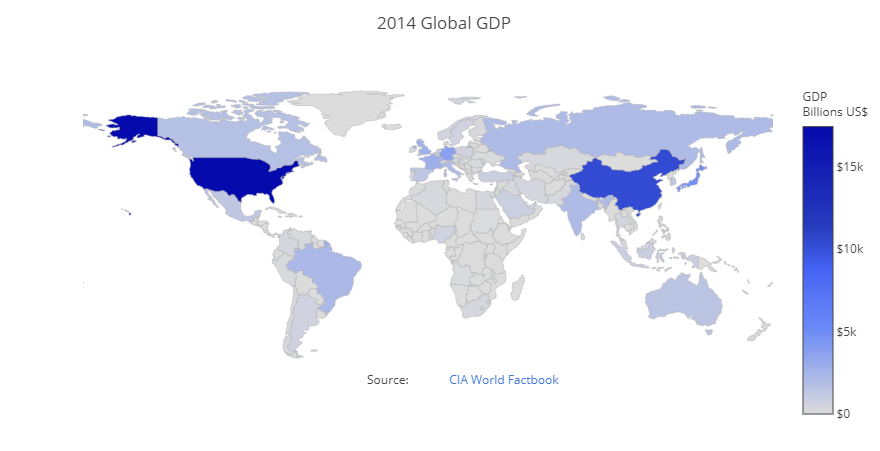 2014 Global GDP
GDP
Billions US$
$15k
$10k
$5k
$0
Source: CIA World Factbook